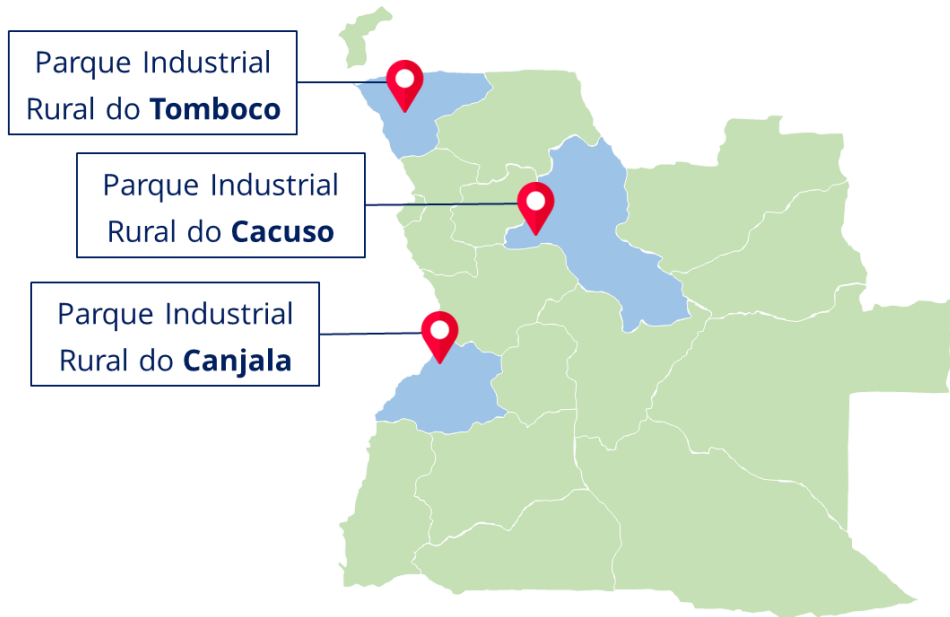 Parque Industrial
Rural do Tomboco
Parque Industrial
Rural do Cacuso
Parque Industrial
Rural do Canjala